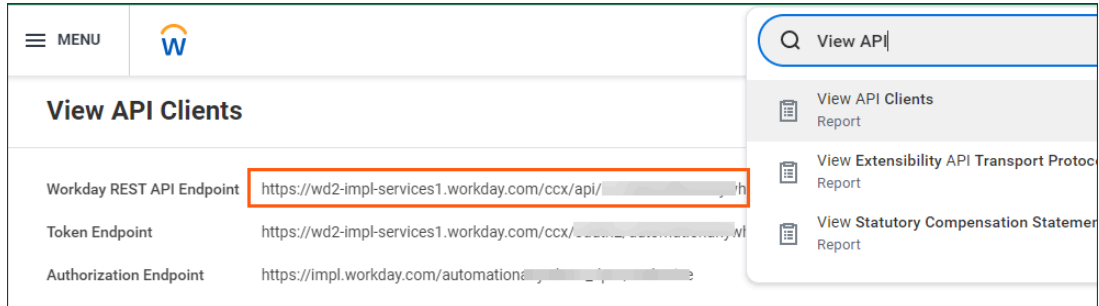 MENU
View API
View API Clients
View API Clients
Report
View Extensibility API Transport
Report
View Statutory Compensation
Report
Workday REST API Endpoint https://wd2-impl-services1.workday.com/ccx/api/
Token Endpoint https://wd2-impl-services1.workday.com/ccx/
Authorization Endpoint https://impl.workday.com/automationa